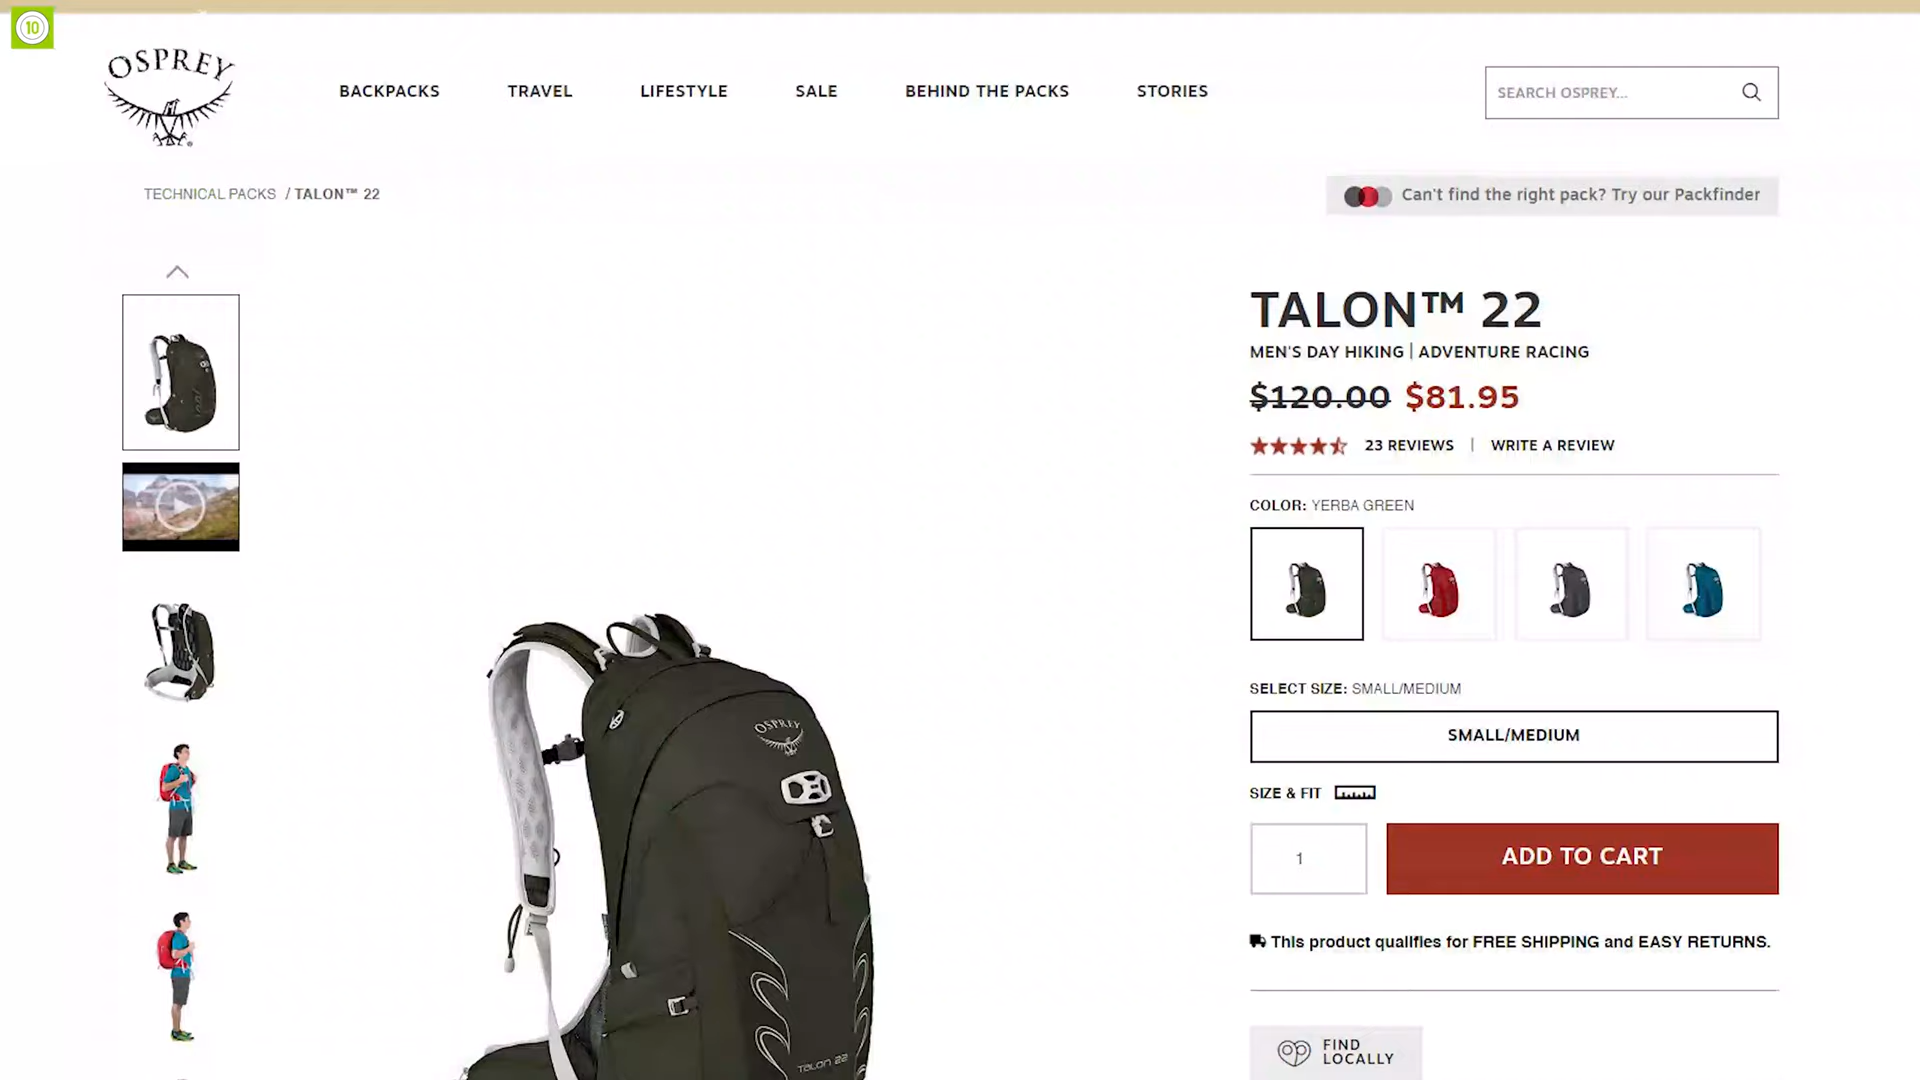 10
OSPREY
BACKPACKS TRAVEL LIFESTYLE SALE BEHIND THE PACKS STORIES
SEARCH OSPREY...
TECHNICAL PACKS / TALON™ 22
Can't find the right pack? Try our Packfinder
TALON™ 22
MEN'S DAY HIKING | ADVENTURE RACING
$120.00 $81.95
23 REVIEWS | WRITE A REVIEW
COLOR: YERBA GREEN
SELECT SIZE: SMALL/MEDIUM
SMALL/MEDIUM
SIZE & FIT
1
ADD TO CART
This product qualifies for FREE SHIPPING and EASY RETURNS.
FIND
LOCALLY
OSPREY
TALON 22